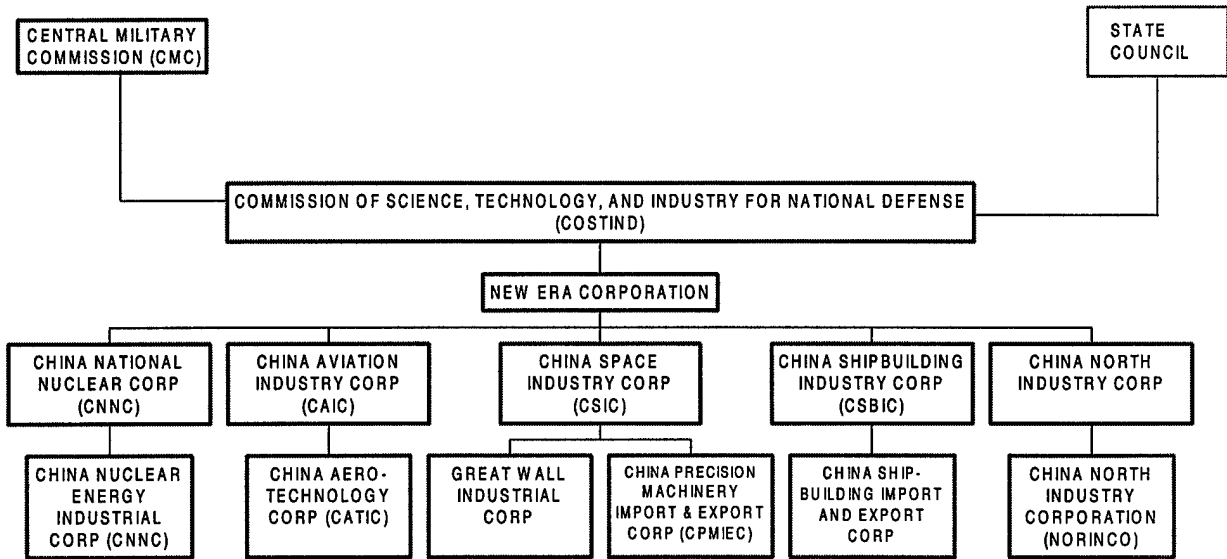 CENTRAL MILITARY
COMMISSION (CMC)
STATE
COUNCIL
COMMISSION OF SCIENCE, TECHNOLOGY, AND INDUSTRY FOR NATIONAL DEFENSE
(COSTIND)
NEW ERA CORPORATION
CHINA NATIONAL
NUCLEAR CORP
(CNNC)
CHINA AVIATION
INDUSTRY CORP
(CAIC)
CHINA SPACE
INDUSTRY CORP
(CSIC)
CHINA SHIPBUILDING
INDUSTRY CORP
(CSBIC)
CHINA NORTH
INDUSTRY CORP
CHINA NUCLEAR
ENERGY
INDUSTRIAL
CORP (CNNC)
CHINA AERO-
TECHNOLOGY
CORP (CATIC)
GREAT WALL
INDUSTRIAL
CORP
CHINA PRECISION
MACHINERY
IMPORT & EXPORT
CORP (CPMIEC)
CHINA SHIP-
BUILDING IMPORT
AND EXPORT
CORP
CHINA NORTH
INDUSTRY
CORPORATION
(NORINCO)